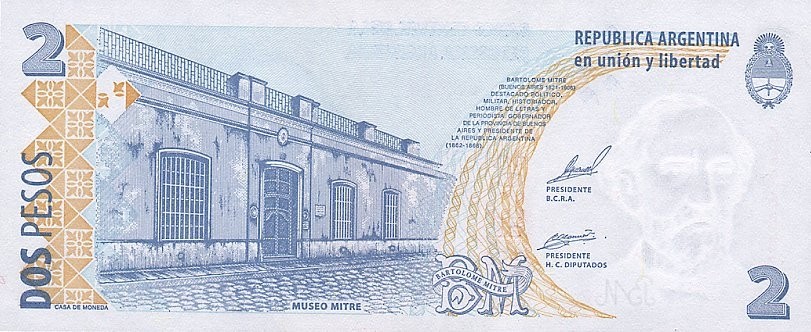 2
DOS PESOS
CASA DE MONEDA
MUSEO MITRE
REPUBLICA ARGENTINA
en unión y libertad
BARTOLOME MITRE
(BUENOS AIRES 1821-1906)
DESTACADO POLITICO,
MILITAR, HISTORIADOR,
HOMBRE DE LETRAS Y
PERIODISTA. GOBERNADOR
DE LA PROVINCIA DE BUENOS
AIRES Y PRESIDENTE DE
LA REPUBLICA ARGENTINA
(1862-1868).
PRESIDENTE
B.C.R.A.
PRESIDENTE
H. C. DIPUTADOS
BM
BARTOLOME MITRE
2